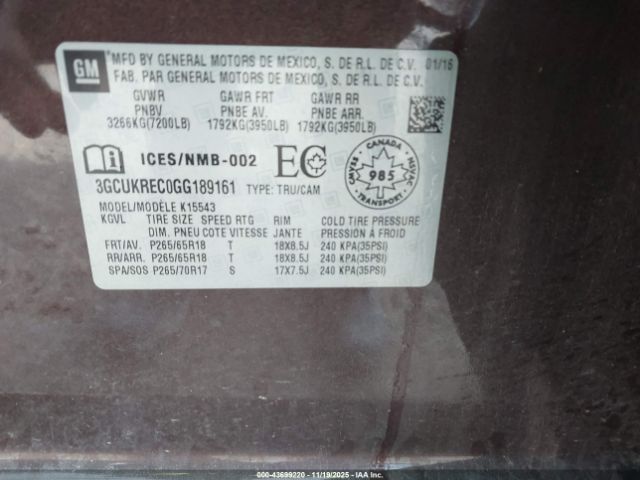 GM
*MFD BY GENERAL MOTORS DE MEXICO, S. DE R.L. DE C.V. 01/16
FAB. PAR GENERAL MOTORS DE MEXICO, S. DE R.L. DE C.V.
GVWR GAWR FRT GAWR RR
PNBV PNBE AV. PNBE ARR
3266KG(7200LB) 1792KG(3950LB) 1792KG(3950LB)
i ICES/NMB-002 EC CANADA 985 NSVAC TRANSPORT
3GCUKREC0GG189161 TYPE: TRU/CAM
MODEL/MODÈLE K15543
KGVL TIRE SIZE SPEED RTG RIM COLD TIRE PRESSURE
DIM. PNEU COTE VITESSE JANTE PRESSION À FROID
FRT/AV. P265/65R18 T 18X8.5J 240 KPA(35PSI)
RR/ARR. P265/65R18 T 18X8.5J 240 KPA(35PSI)
SPA/SOS P265/70R17 S 17X7.5J 240 KPA(35PSI)
IAA 00-43699220 - 11/19/2025 - IAAI.COM